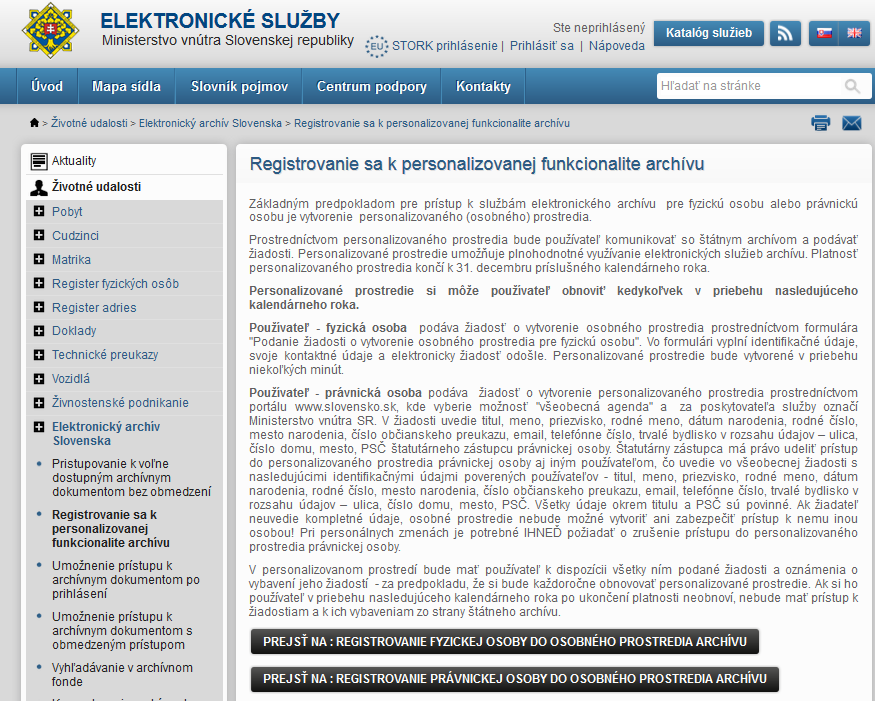 ELEKTRONICKÉ SLUŽBY
Ministerstvo vnútra Slovenskej republiky
Ste neprihlásený
EU STORK prihlásenie | Prihlásiť sa | Nápoveda
Katalóg služieb
Úvod
Mapa sídla
Slovník pojmov
Centrum podpory
Kontakty
Hľadať na stránke
> Životné udalosti > Elektronický archív Slovenska > Registrovanie sa k personalizovanej funkcionalite archívu
Aktuality
Životné udalosti
Pobyt
Cudzinci
Matrika
Register fyzických osôb
Register adries
Doklady
Technické preukazy
Vozidlá
Živnostenské podnikanie
Elektronický archív
Slovenska
Pristupovanie k voľne
dostupným archívnym
dokumentom bez obmedzení
Registrovanie sa k
personalizovanej
funkcionalite archívu
Umožnenie prístupu k
archívnym dokumentom po
prihlásení
Umožnenie prístupu k
archívnym dokumentom s
obmedzeným prístupom
Vyhľadávanie v archívnom
fonde
Registrovanie sa k personalizovanej funkcionalite archívu
Základným predpokladom pre prístup k službám elektronického archívu pre fyzickú osobu alebo právnickú
osobu je vytvorenie personalizovaného (osobného) prostredia.
Prostredníctvom personalizovaného prostredia bude používateľ komunikovať so štátnym archívom a podávať
žiadosti. Personalizované prostredie umožňuje plnohodnotné využívanie elektronických služieb archívu. Platnosť
personalizovaného prostredia končí k 31. decembru príslušného kalendárneho roka.
Personalizované prostredie si môže používateľ obnoviť kedykoľvek v priebehu nasledujúceho
kalendárneho roka.
Používateľ - fyzická osoba podáva žiadosť o vytvorenie osobného prostredia prostredníctvom formulára
"Podanie žiadosti o vytvorenie osobného prostredia pre fyzickú osobu". Vo formulári vyplní identifikačné údaje,
svoje kontaktné údaje a elektronicky žiadosť odošle. Personalizované prostredie bude vytvorené v priebehu
niekoľkých minút.
Používateľ - právnická osoba podáva žiadosť o vytvorenie personalizovaného prostredia prostredníctvom
portálu www.slovensko.sk, kde vyberie možnosť "všeobecná agenda" a za poskytovateľa služby označí
Ministerstvo vnútra SR. V žiadosti uvedie titul, meno, priezvisko, rodné meno, dátum narodenia, rodné číslo,
mesto narodenia, číslo občianskeho preukazu, email, telefónne číslo, trvalé bydlisko v rozsahu údajov – ulica,
číslo domu, mesto, PSČ štatutárneho zástupcu právnickej osoby. Štatutárny zástupca má právo udeliť prístup
do personalizovaného prostredia právnickej osoby aj iným používateľom, čo uvedie vo všeobecnej žiadosti s
nasledujúcimi identifikačnými údajmi poverených používateľov - titul, meno, priezvisko, rodné meno, dátum
narodenia, rodné číslo, mesto narodenia, číslo občianskeho preukazu, email, telefónne číslo, trvalé bydlisko v
rozsahu údajov – ulica, číslo domu, mesto, PSČ. Všetky údaje okrem titulu a PSČ sú povinné. Ak žiadateľ
neuvedie kompletné údaje, osobné prostredie nebude možné vytvoriť ani zabezpečiť prístup k nemu inou
osobou! Pri personálnych zmenách je potrebné IHNEĎ požiadať o zrušenie prístupu do personalizovaného
prostredia právnickej osoby.
V personalizovanom prostredí bude mať používateľ k dispozícii všetky ním podané žiadosti a oznámenia o
vybavení jeho žiadostí - za predpokladu, že si bude každoročne obnovovať personalizované prostredie. Ak si ho
používateľ v priebehu nasledujúceho kalendárneho roka po ukončení platnosti neobnoví, nebude mať prístup k
žiadostiam a k ich vybaveniam zo strany štátneho archívu.
PREJSŤ NA : REGISTROVANIE FYZICKEJ OSOBY DO OSOBNÉHO PROSTREDIA ARCHÍVU
PREJSŤ NA : REGISTROVANIE PRÁVNICKEJ OSOBY DO OSOBNÉHO PROSTREDIA ARCHÍVU